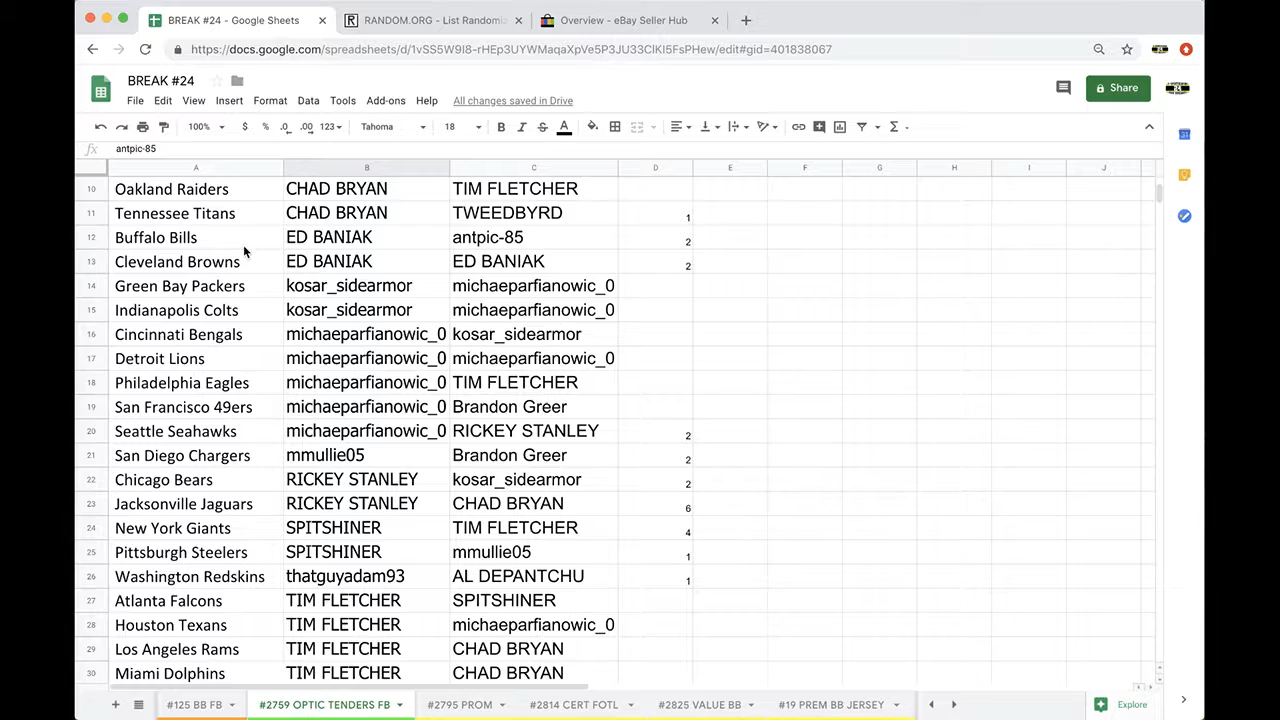 BREAK #24 - Google Sheets
RANDOM.ORG - List Randomi
Overview - eBay Seller Hub
https://docs.google.com/spreadsheets/d/1vSS5W9I8-rHEp3UYWMaqaXpVe5P3JU33ClKI5FsPHew/edit#gid=401838067
BREAK #24
File Edit View Insert Format Data Tools Add-ons Help All changes saved in Drive
Share
100% $ % .0 .00 123 Tahoma 18 B I S A
fx antpic-85
A B C D E F G H I J
10 Oakland Raiders CHAD BRYAN TIM FLETCHER
11 Tennessee Titans CHAD BRYAN TWEEDBYRD 1
12 Buffalo Bills ED BANIAK antpic-85 2
13 Cleveland Browns ED BANIAK ED BANIAK 2
14 Green Bay Packers kosar_sidearmor michaeparfianowic_0
15 Indianapolis Colts kosar_sidearmor michaeparfianowic_0
16 Cincinnati Bengals michaeparfianowic_0 kosar_sidearmor
17 Detroit Lions michaeparfianowic_0 michaeparfianowic_0
18 Philadelphia Eagles michaeparfianowic_0 TIM FLETCHER
19 San Francisco 49ers michaeparfianowic_0 Brandon Greer
20 Seattle Seahawks michaeparfianowic_0 RICKEY STANLEY 2
21 San Diego Chargers mmullie05 Brandon Greer 2
22 Chicago Bears RICKEY STANLEY kosar_sidearmor 2
23 Jacksonville Jaguars RICKEY STANLEY CHAD BRYAN 6
24 New York Giants SPITSHINER TIM FLETCHER 4
25 Pittsburgh Steelers SPITSHINER mmullie05 1
26 Washington Redskins thatguyadam93 AL DEPANTCHU 1
27 Atlanta Falcons TIM FLETCHER SPITSHINER
28 Houston Texans TIM FLETCHER michaeparfianowic_0
29 Los Angeles Rams TIM FLETCHER CHAD BRYAN
30 Miami Dolphins TIM FLETCHER CHAD BRYAN
#125 BB FB #2759 OPTIC TENDERS FB #2795 PROM #2814 CERT FOTL #2825 VALUE BB #19 PREM BB JERSEY Explore